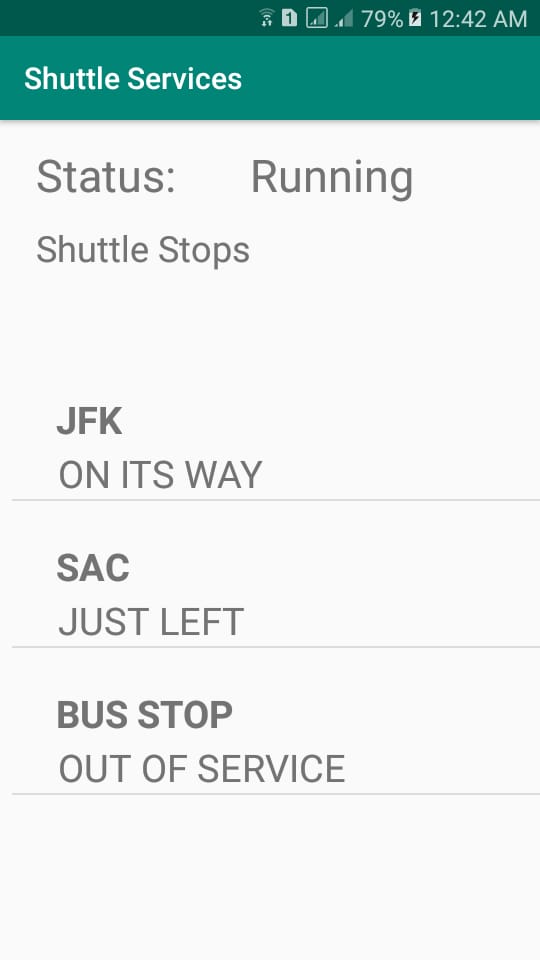 1 79% 12:42 AM
Shuttle Services
Status: Running
Shuttle Stops
JFK
ON ITS WAY
SAC
JUST LEFT
BUS STOP
OUT OF SERVICE